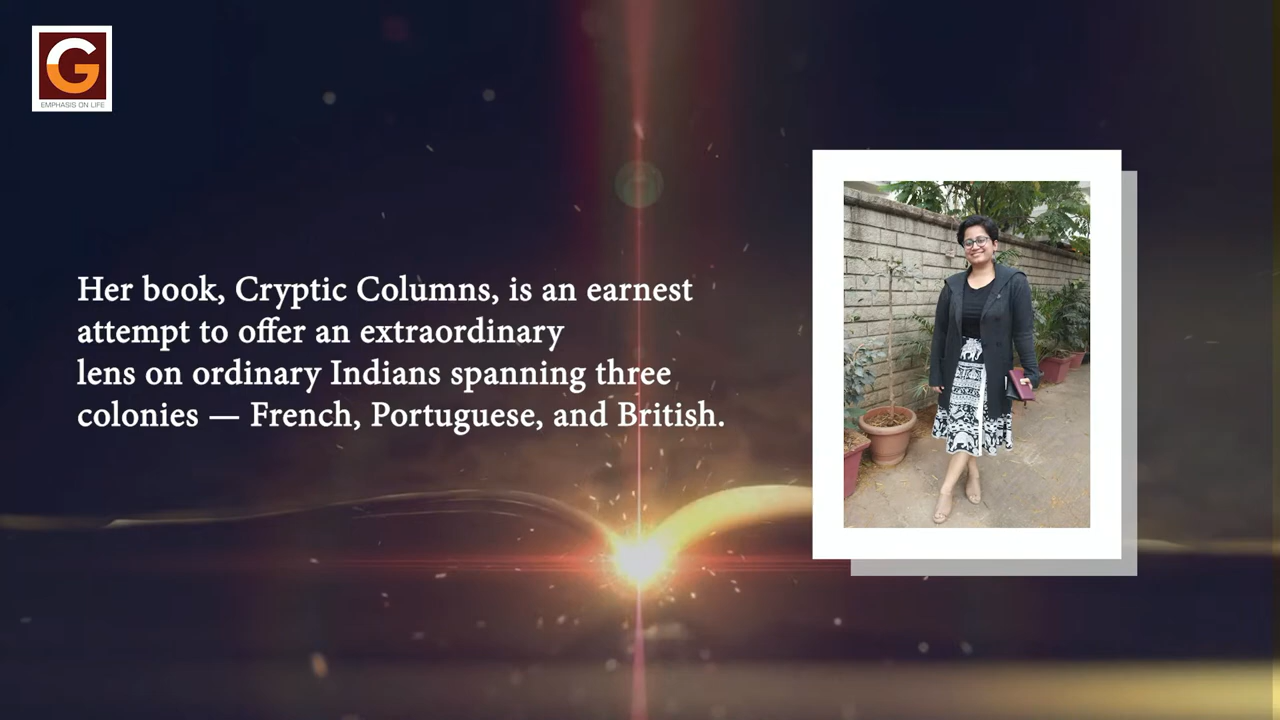 G
EMPHASIS ON LIFE
Her book, Cryptic Columns, is an earnest
attempt to offer an extraordinary
lens on ordinary Indians spanning three
colonies — French, Portuguese, and British.